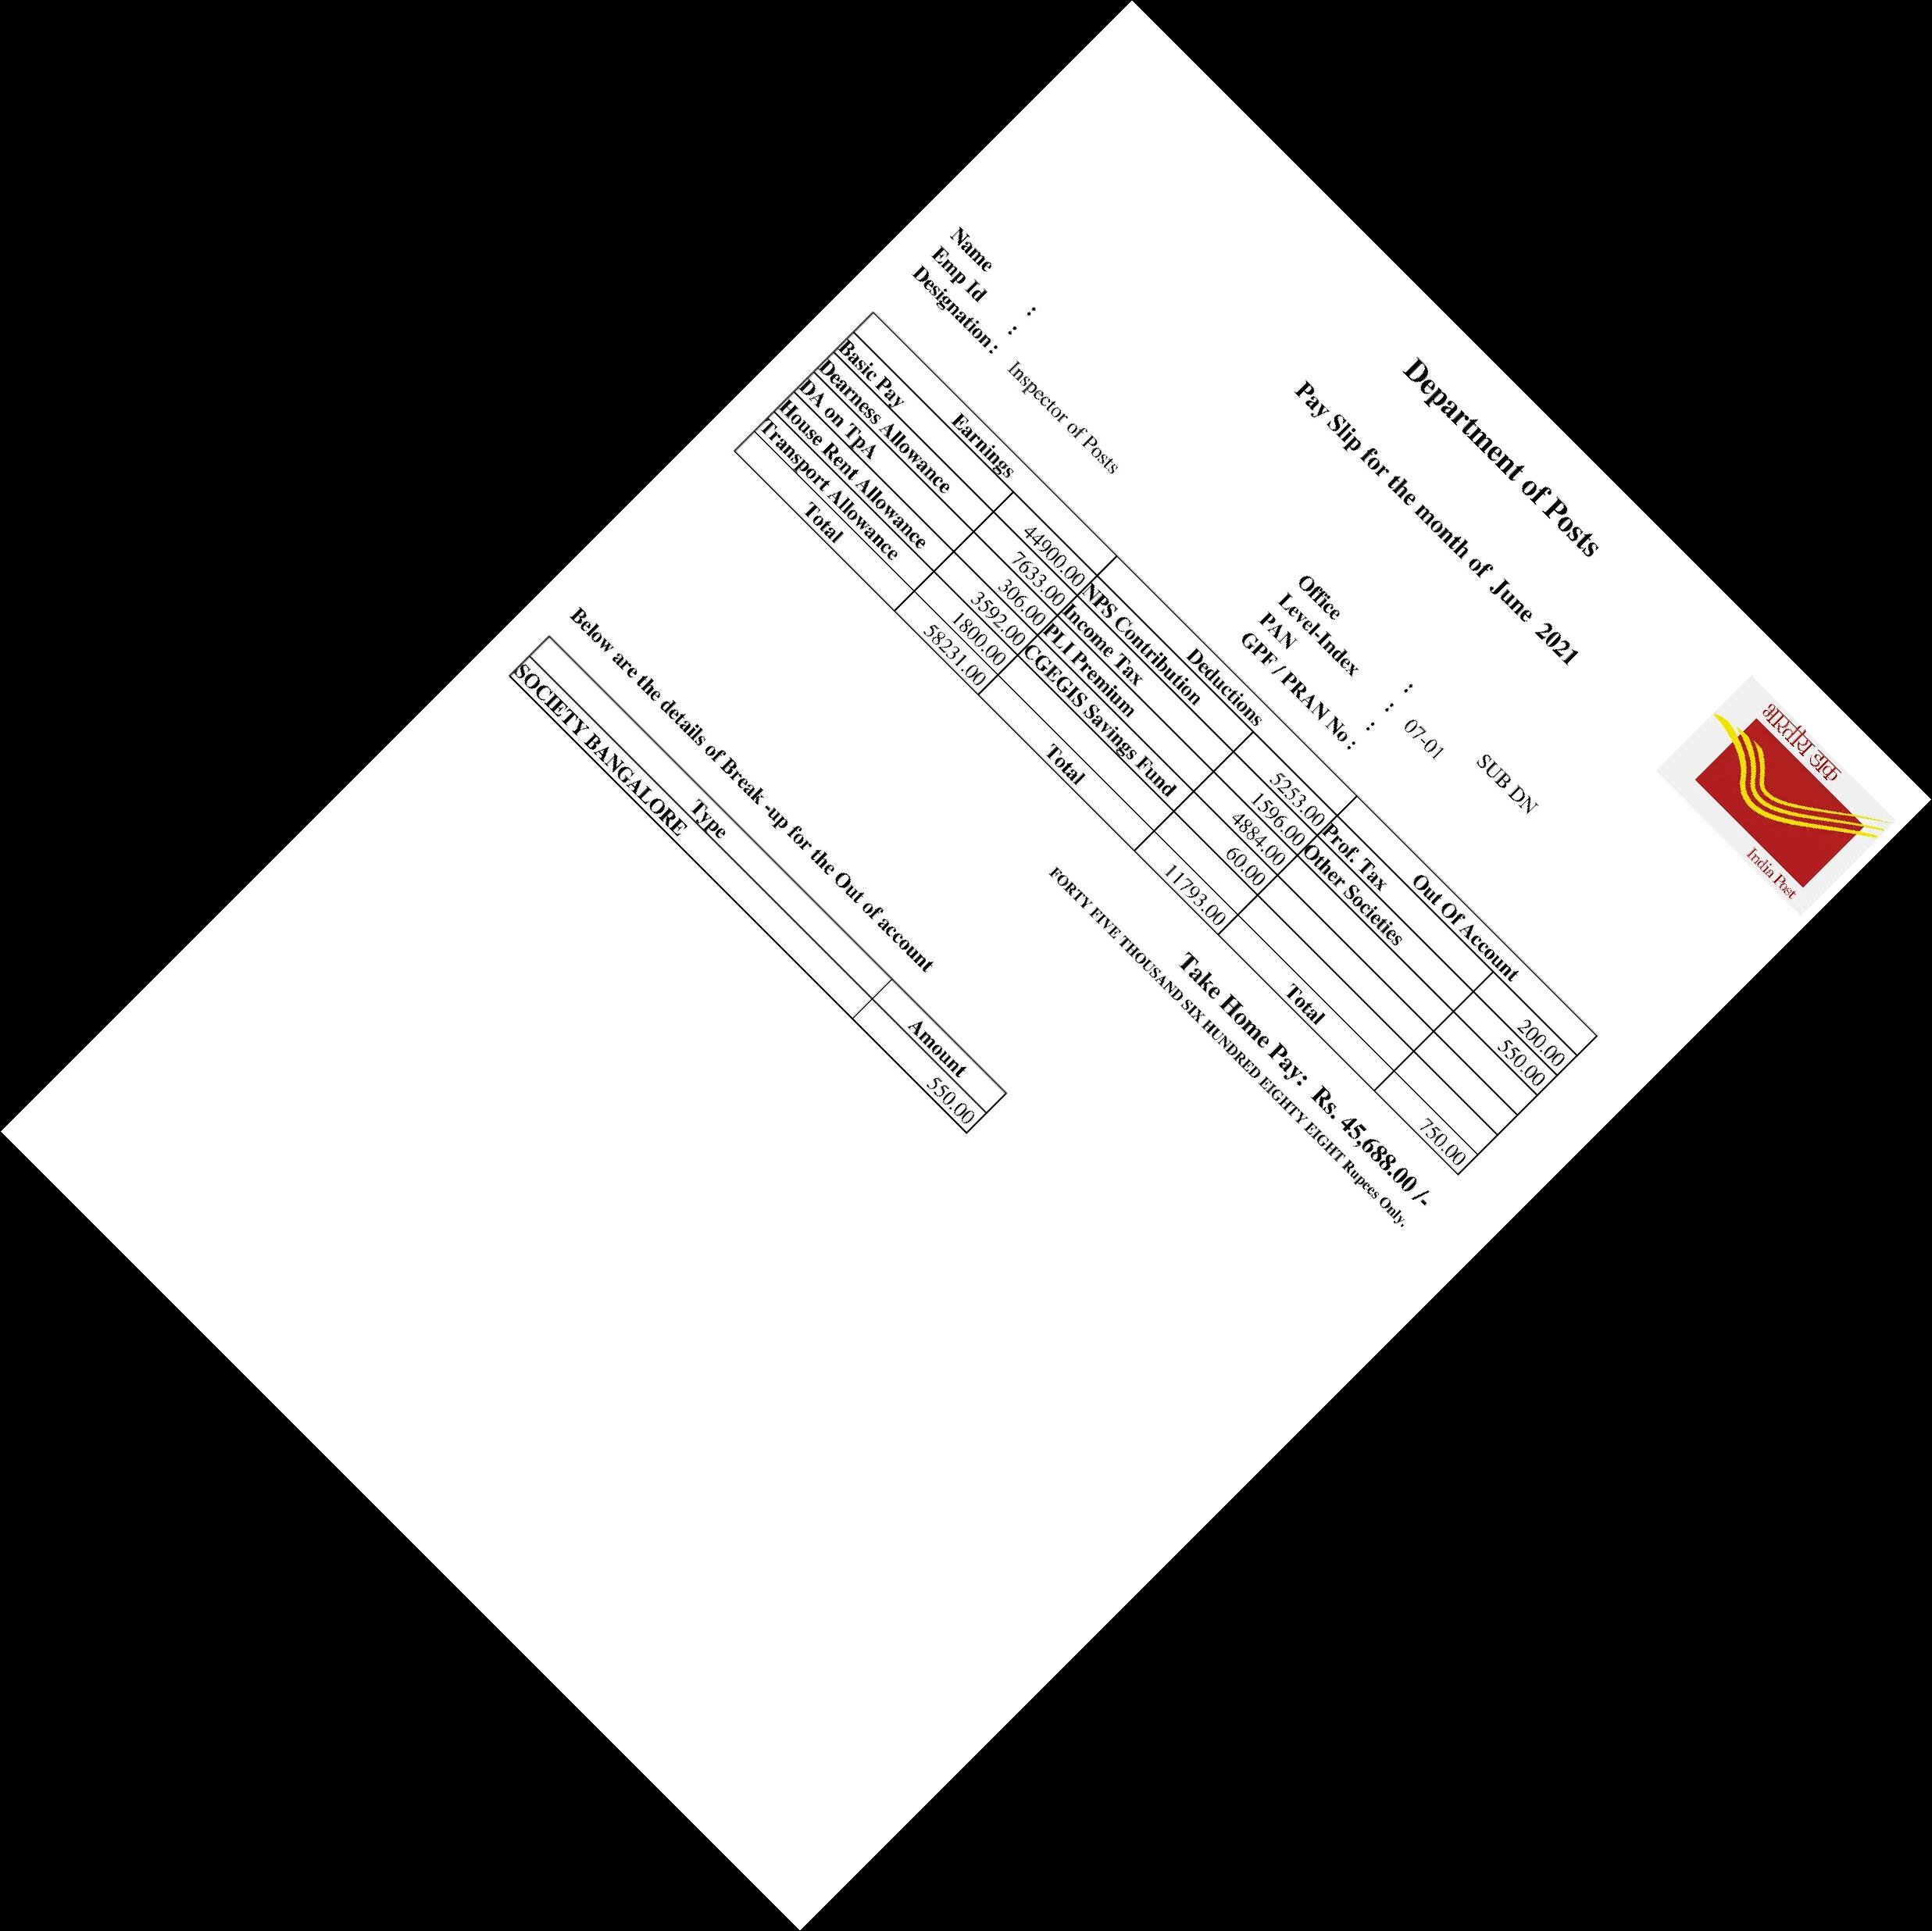 Department of Posts
भारतीय डाक
India Post
Pay Slip for the month of June 2021
Name : Office : SUB DN
Emp Id : Level-Index : 07-01
Designation : Inspector of Posts PAN :
GPF / PRAN No :
Earnings Deductions Out Of Account
Basic Pay 44900.00 NPS Contribution 5253.00 Prof. Tax 200.00
Dearness Allowance 7633.00 Income Tax 1596.00 Other Societies 550.00
DA on TpA 306.00 PLI Premium 4884.00
House Rent Allowance 3592.00 CGEGIS Savings Fund 60.00
Transport Allowance 1800.00
Total 58231.00 Total 11793.00 Total 750.00
Take Home Pay: Rs. 45,688.00 /-
FORTY FIVE THOUSAND SIX HUNDRED EIGHTY EIGHT Rupees Only.
Below are the details of Break -up for the Out of account
Type Amount
SOCIETY BANGALORE 550.00